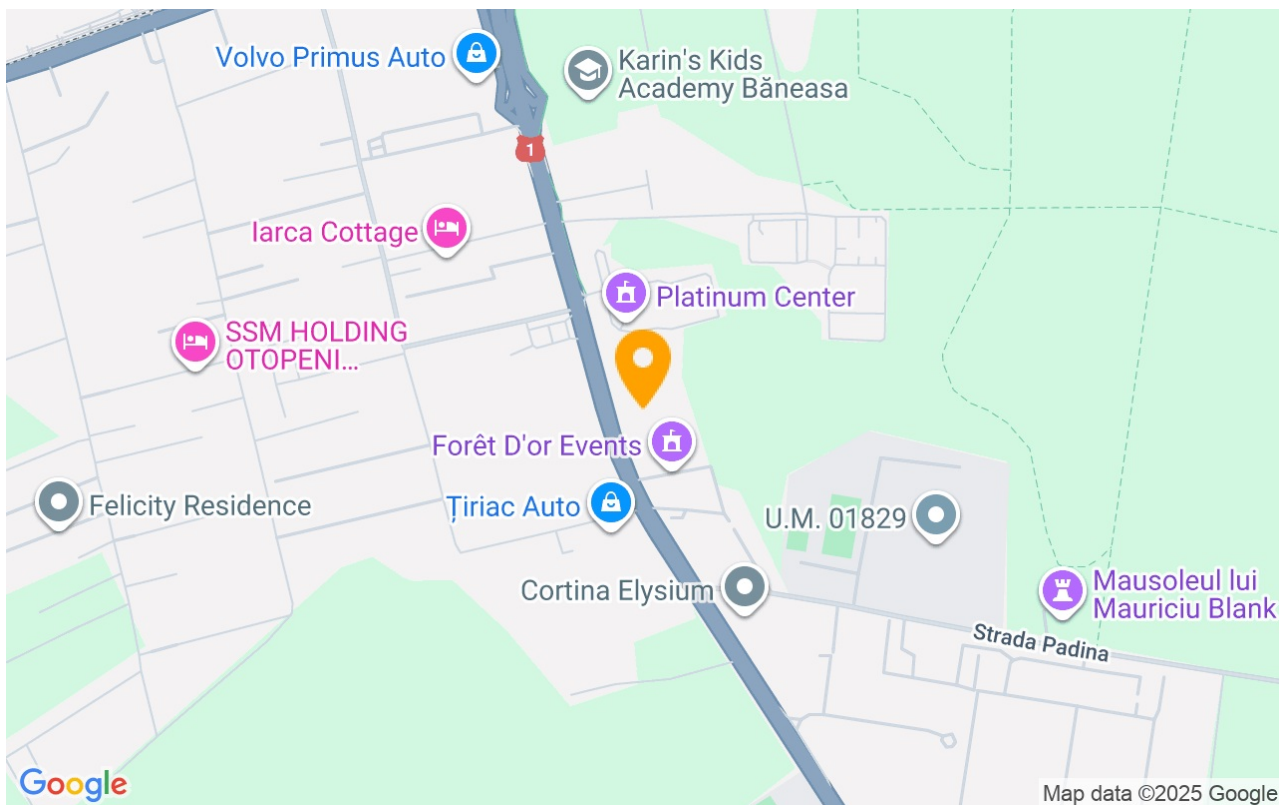 Volvo Primus Auto
Karin's Kids
Academy Băneasa
1
Iarca Cottage
Platinum Center
SSM HOLDING
OTOPENI...
Forêt D'or Events
Felicity Residence
Țiriac Auto
U.M. 01829
Cortina Elysium
Mausoleul lui
Mauriciu Blank
Strada Padina
Google
Map data ©2025 Google